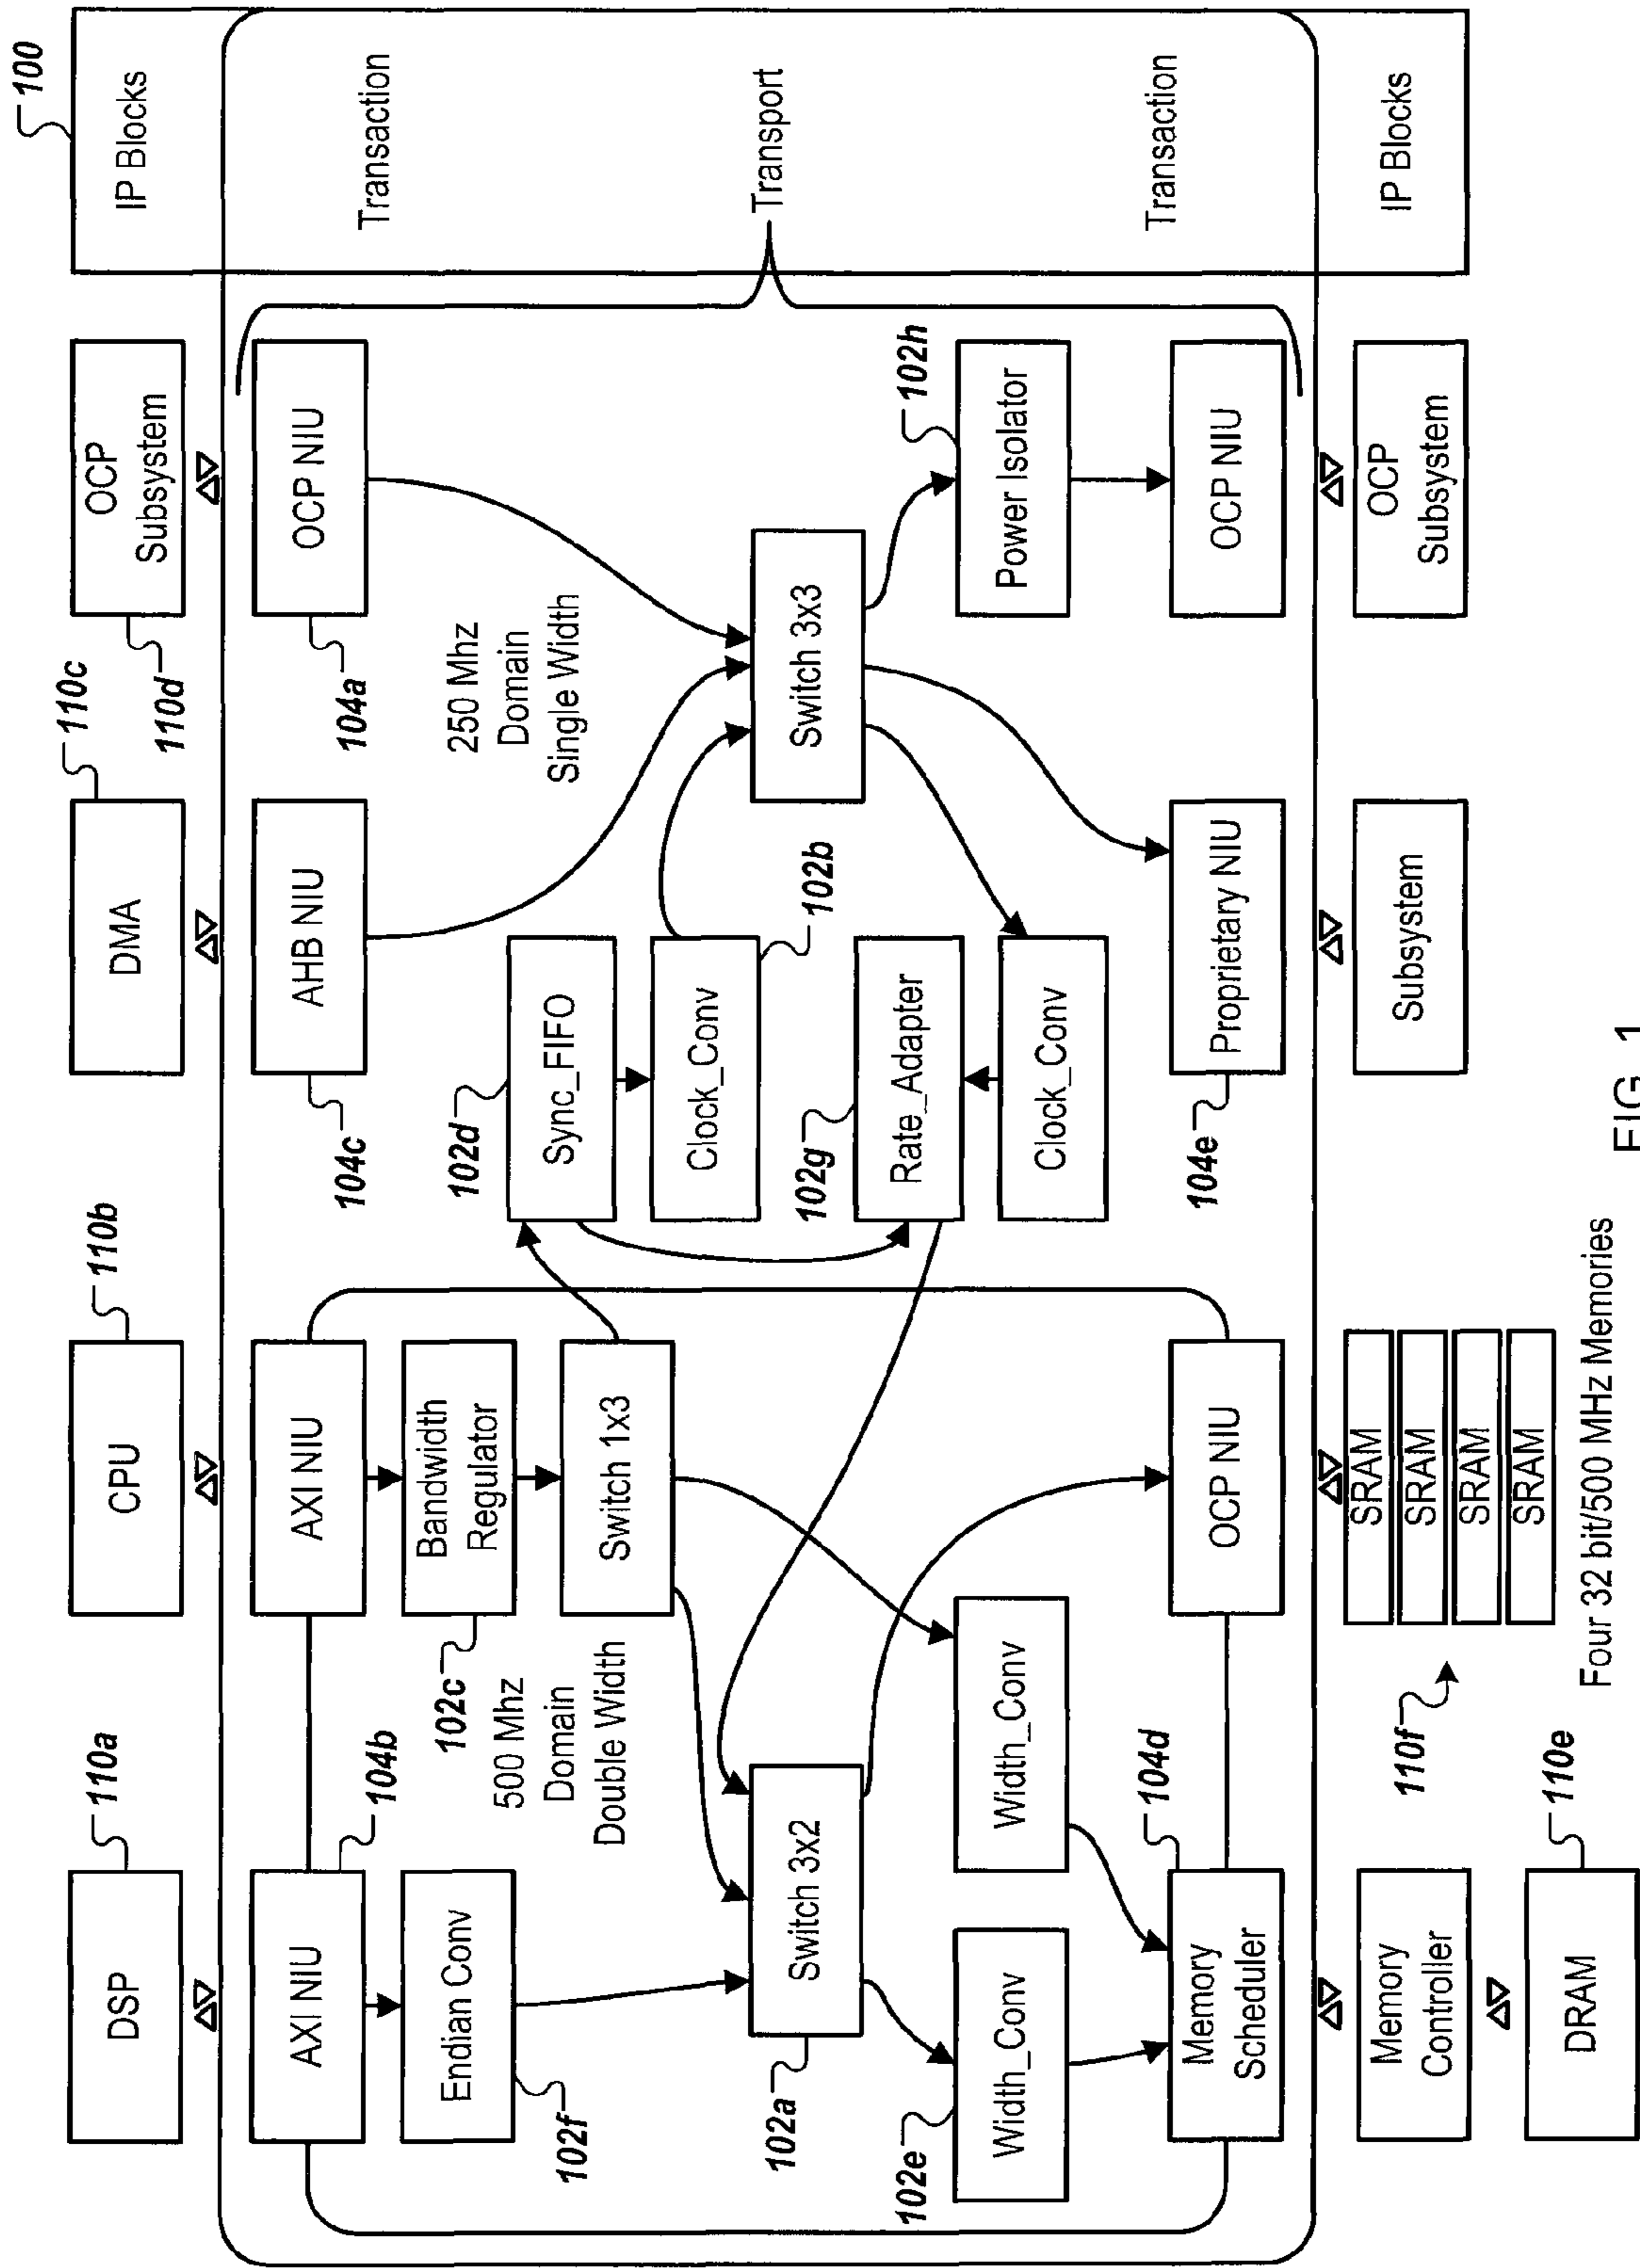 110a
110b
110c
100
DSP
CPU
DMA
OCP
Subsystem
IP Blocks
110d
AXI NIU
104b
AXI NIU
AHB NIU
104c
OCP NIU
104a
Transaction
Endian Conv
102f
Bandwidth
Regulator
102c
500 Mhz
Domain
Double Width
250 Mhz
Domain
Single Width
Switch 1x3
102d
Sync_FIFO
Clock_Conv
102b
Switch 3x2
102a
Switch 3x3
Transport
102g
Rate_Adapter
Clock_Conv
102h
Power Isolator
102e
Width_Conv
Width_Conv
104d
Memory
Scheduler
OCP NIU
104e
Proprietary NIU
OCP NIU
Transaction
Memory
Controller
110f
SRAM
SRAM
SRAM
SRAM
Subsystem
OCP
Subsystem
IP Blocks
DRAM
110e
Four 32 bit/500 MHz Memories
FIG. 1